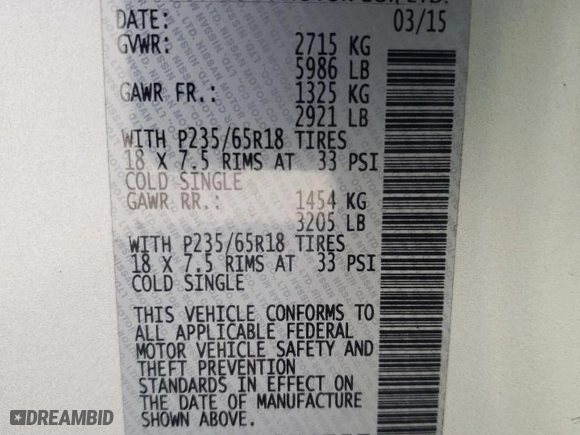 MOTOR CO., LTD.
DATE: 03/15
GVWR: 2715 KG
5986 LB
GAWR FR.: 1325 KG
2921 LB
WITH P235/65R18 TIRES
18 X 7.5 RIMS AT 33 PSI
COLD SINGLE
GAWR RR.: 1454 KG
3205 LB
WITH P235/65R18 TIRES
18 X 7.5 RIMS AT 33 PSI
COLD SINGLE
THIS VEHICLE CONFORMS TO
ALL APPLICABLE FEDERAL
MOTOR VEHICLE SAFETY AND
THEFT PREVENTION
STANDARDS IN EFFECT ON
THE DATE OF MANUFACTURE
SHOWN ABOVE.
DREAMBID